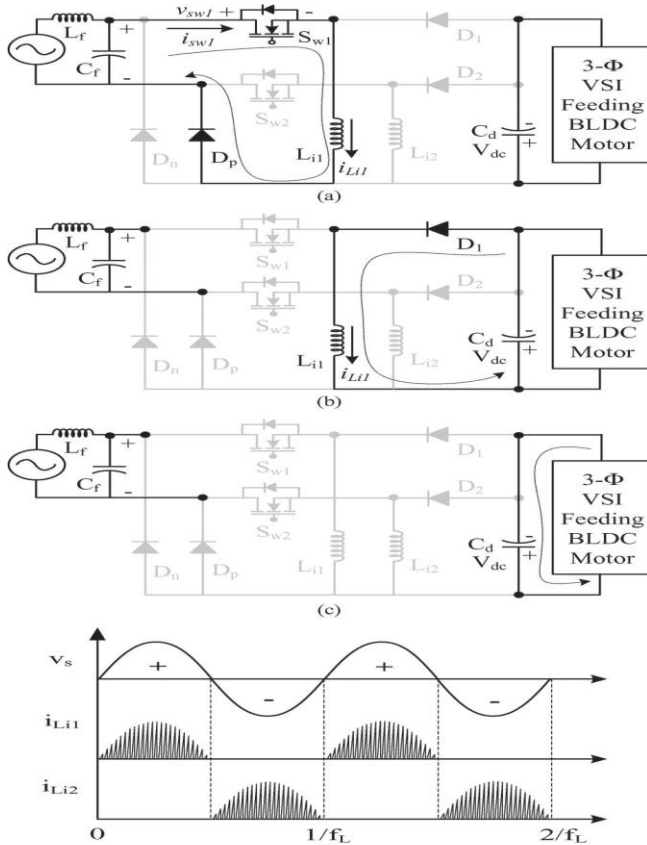 v_sw1 + -
L_f + i_sw1 S_w1 D_1 3-Φ
C_f VSI
- D_2 Feeding
S_w2 C_d - BLDC
D_n D_p L_i1 i_Li1 L_i2 V_dc + Motor
(a)
L_f + D_1 3-Φ
C_f S_w1 VSI
- D_2 Feeding
S_w2 C_d - BLDC
D_n D_p L_i1 i_Li1 L_i2 V_dc + Motor
(b)
L_f + D_1 3-Φ
C_f S_w1 VSI
- D_2 Feeding
S_w2 C_d - BLDC
D_n D_p L_i1 L_i2 V_dc + Motor
(c)
v_s + - + -
i_Li1
i_Li2
0 1/f_L 2/f_L